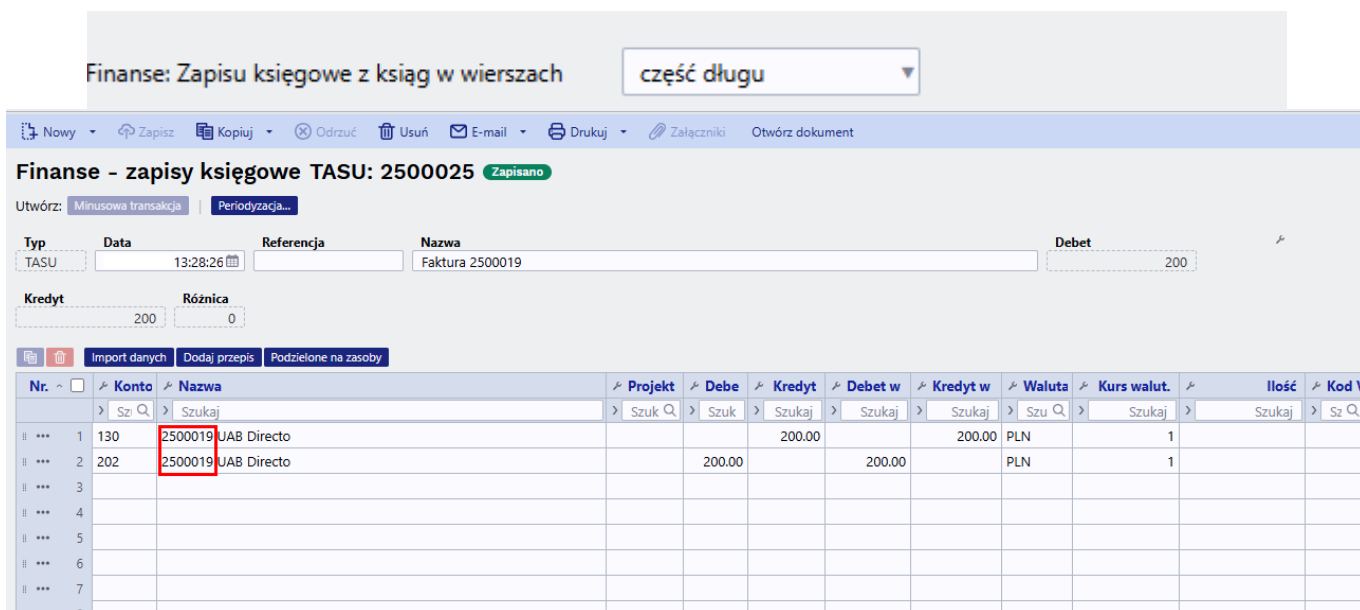 Finanse: Zapisu księgowe z ksiąg w wierszach część długu
Nowy Zapisz Kopiuj Odrzuć Usuń E-mail Drukuj Załączniki Otwórz dokument
Finanse - zapisy księgowe TASU: 2500025 Zapisano
Utwórz: Minusowa transakcja | Periodyzacja...
Typ Data Referencja Nazwa Debet
TASU 13:28:26 Faktura 2500019 200
Kredyt Różnica
200 0
Import danych Dodaj przepis Podzielone na zasoby
Nr. Konto Nazwa Projekt Debe Kredyt Debet w Kredyt w Waluta Kurs walut. Ilość Kod V
Sz Szukaj Szuk Szuk Szukaj Szukaj Szukaj Szu Szukaj Szukaj Sz
1 130 2500019 UAB Directo 200.00 200.00 PLN 1
2 202 2500019 UAB Directo 200.00 200.00 PLN 1
3
4
5
6
7